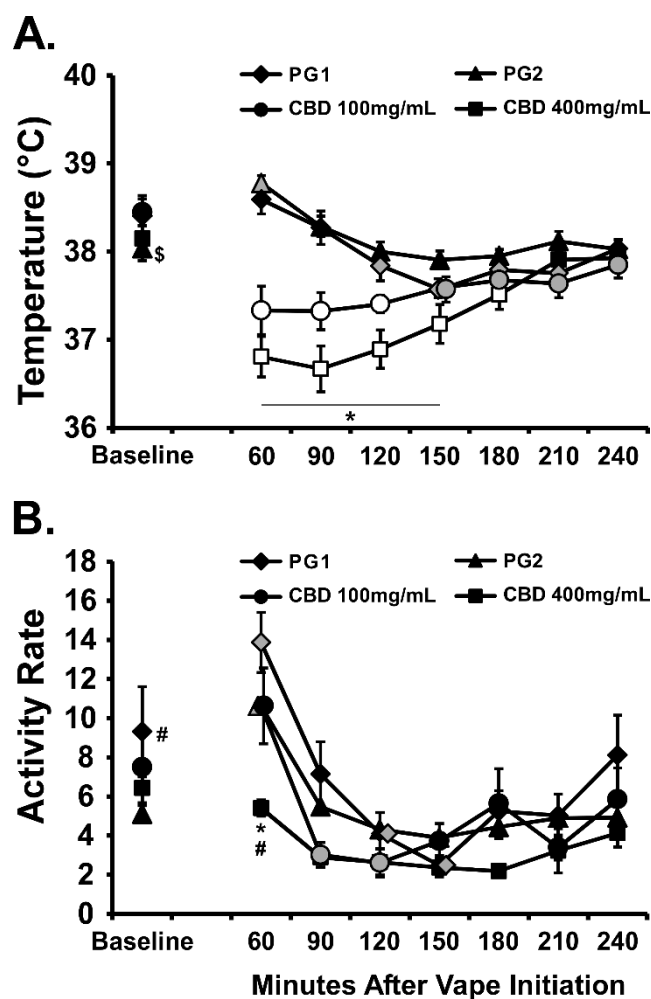 A.
PG1 PG2
CBD 100mg/mL CBD 400mg/mL
Temperature (°C)
40
39
38
37
36
$
*
Baseline 60 90 120 150 180 210 240
B.
PG1 PG2
CBD 100mg/mL CBD 400mg/mL
Activity Rate
18
16
14
12
10
8
6
4
2
0
#
*
#
Baseline 60 90 120 150 180 210 240
Minutes After Vape Initiation